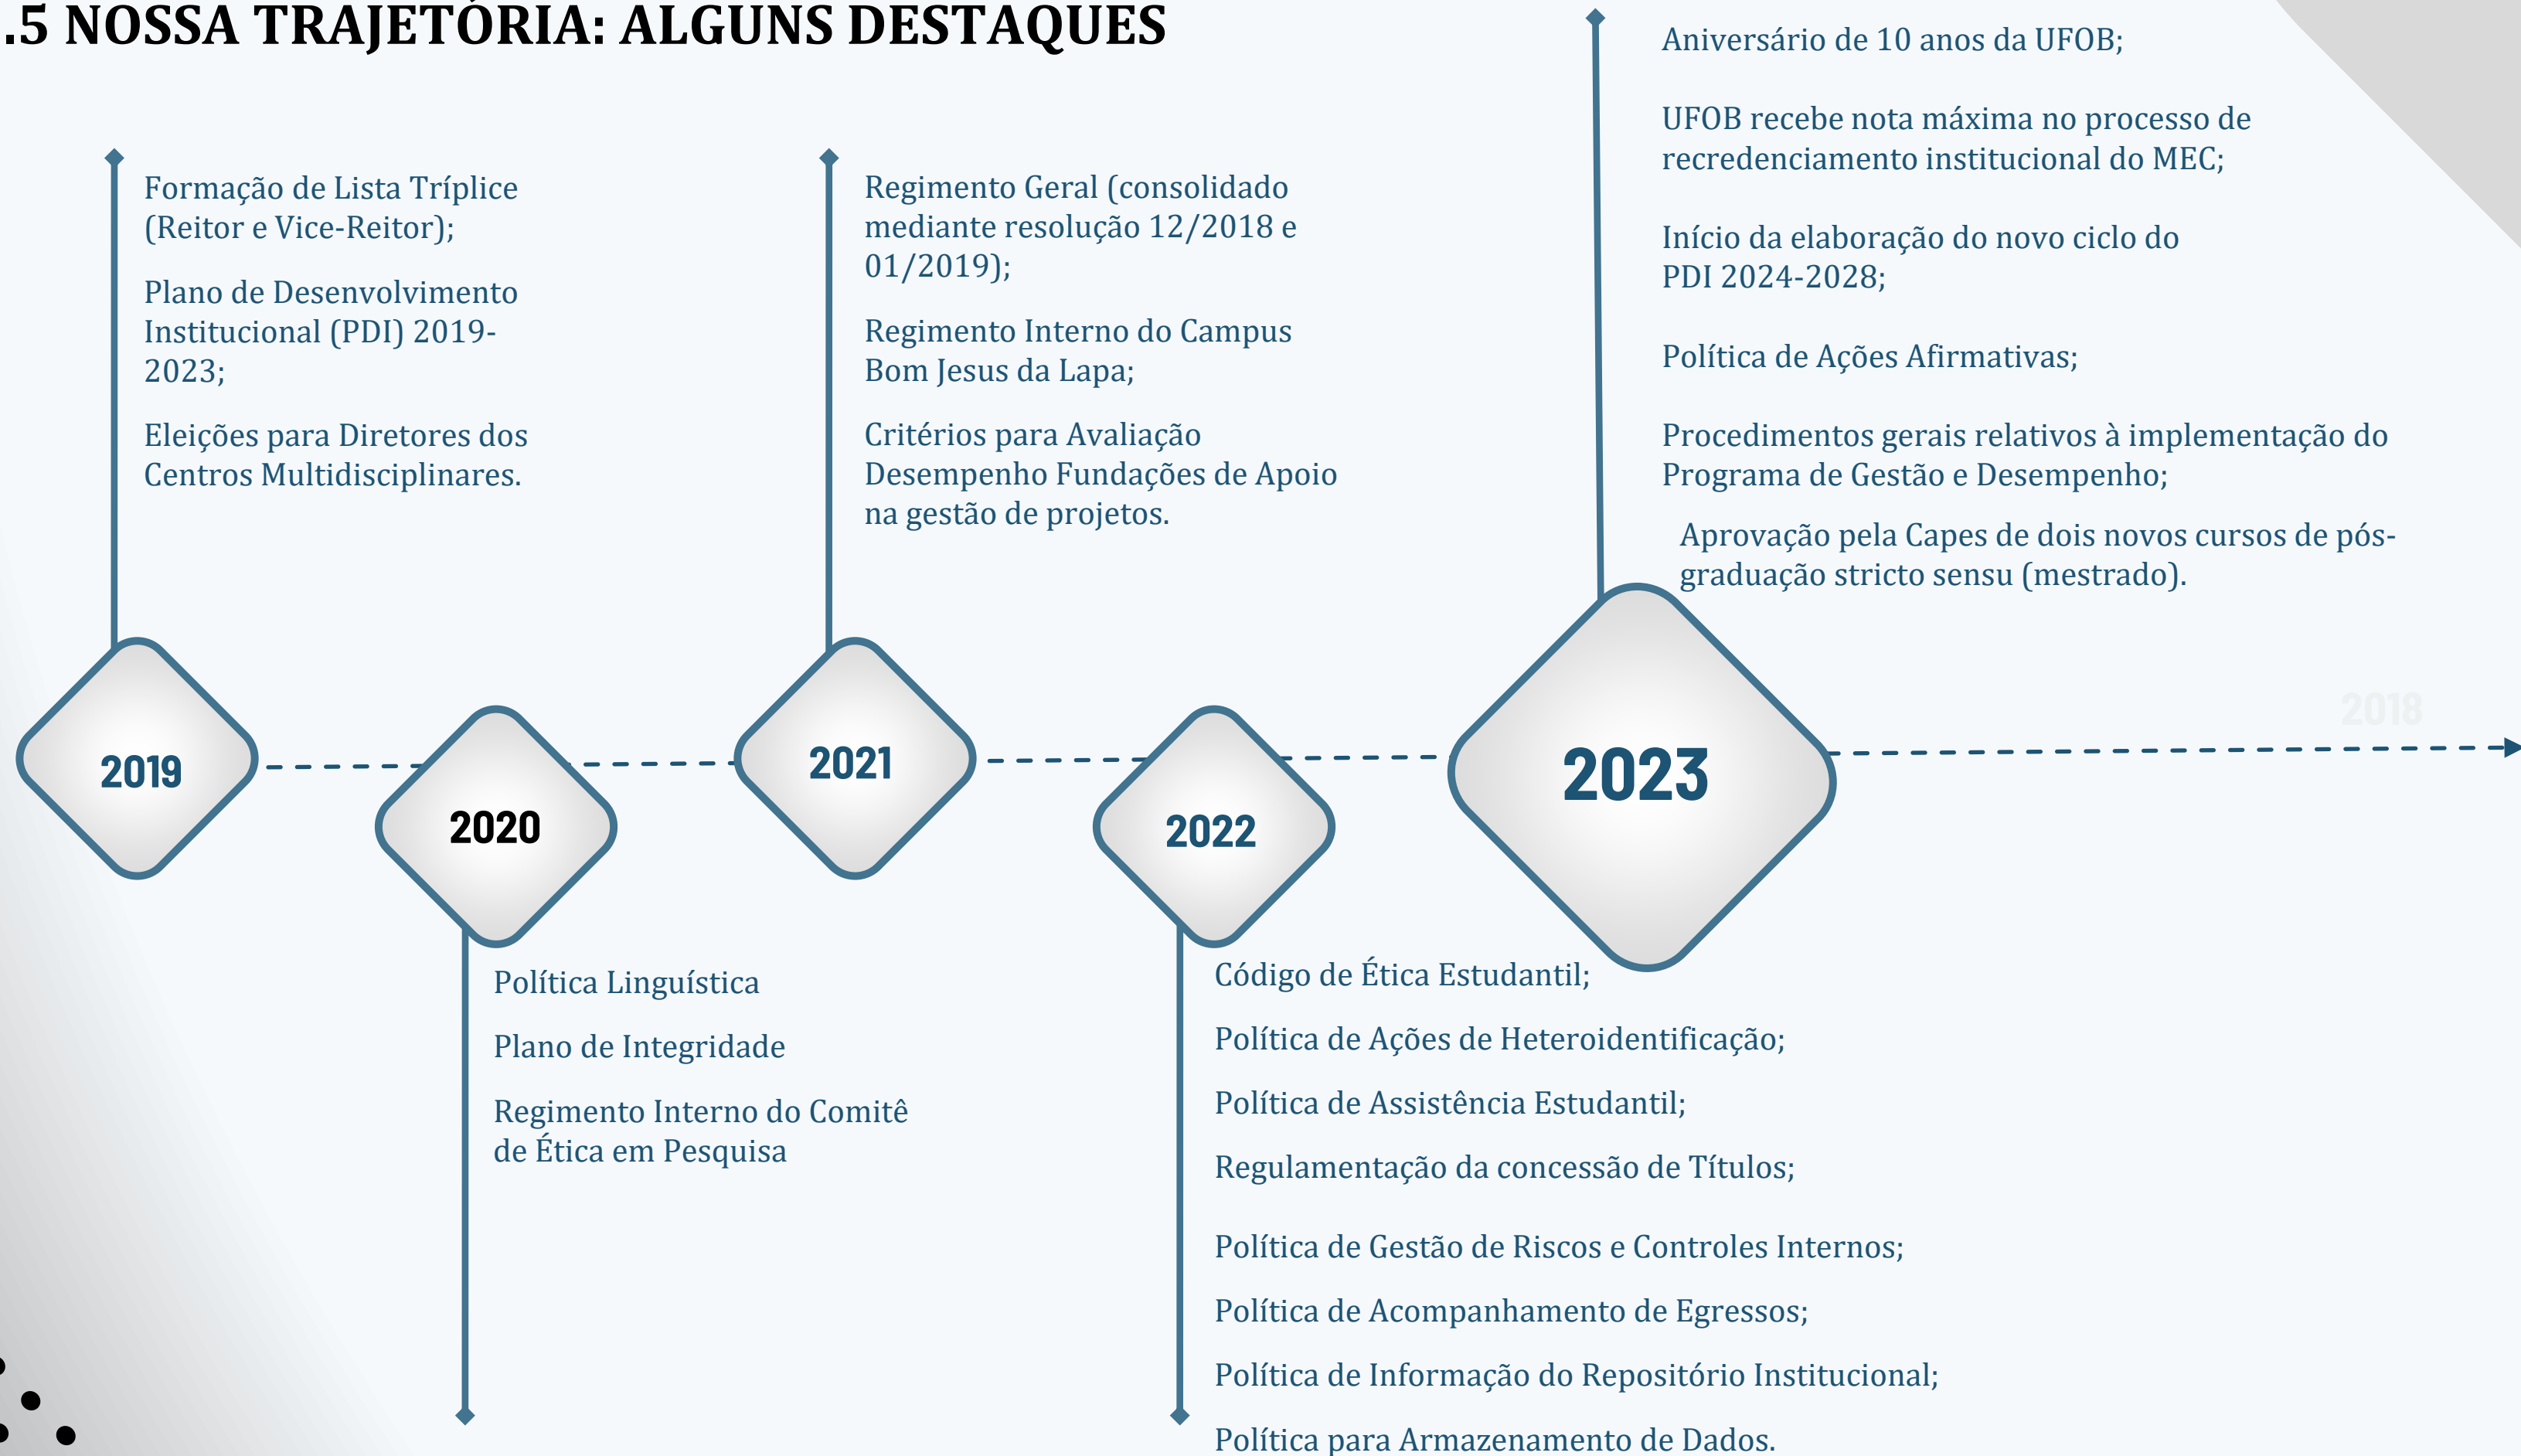 .5 NOSSA TRAJETÓRIA: ALGUNS DESTAQUES
2019
Formação de Lista Tríplice
(Reitor e Vice-Reitor);
Plano de Desenvolvimento
Institucional (PDI) 2019-
2023;
Eleições para Diretores dos
Centros Multidisciplinares.
2020
Política Linguística
Plano de Integridade
Regimento Interno do Comitê
de Ética em Pesquisa
2021
Regimento Geral (consolidado
mediante resolução 12/2018 e
01/2019);
Regimento Interno do Campus
Bom Jesus da Lapa;
Critérios para Avaliação
Desempenho Fundações de Apoio
na gestão de projetos.
2022
Código de Ética Estudantil;
Política de Ações de Heteroidentificação;
Política de Assistência Estudantil;
Regulamentação da concessão de Títulos;
Política de Gestão de Riscos e Controles Internos;
Política de Acompanhamento de Egressos;
Política de Informação do Repositório Institucional;
Política para Armazenamento de Dados.
2023
Aniversário de 10 anos da UFOB;
UFOB recebe nota máxima no processo de
recredenciamento institucional do MEC;
Início da elaboração do novo ciclo do
PDI 2024-2028;
Política de Ações Afirmativas;
Procedimentos gerais relativos à implementação do
Programa de Gestão e Desempenho;
Aprovação pela Capes de dois novos cursos de pós-
graduação stricto sensu (mestrado).
2018